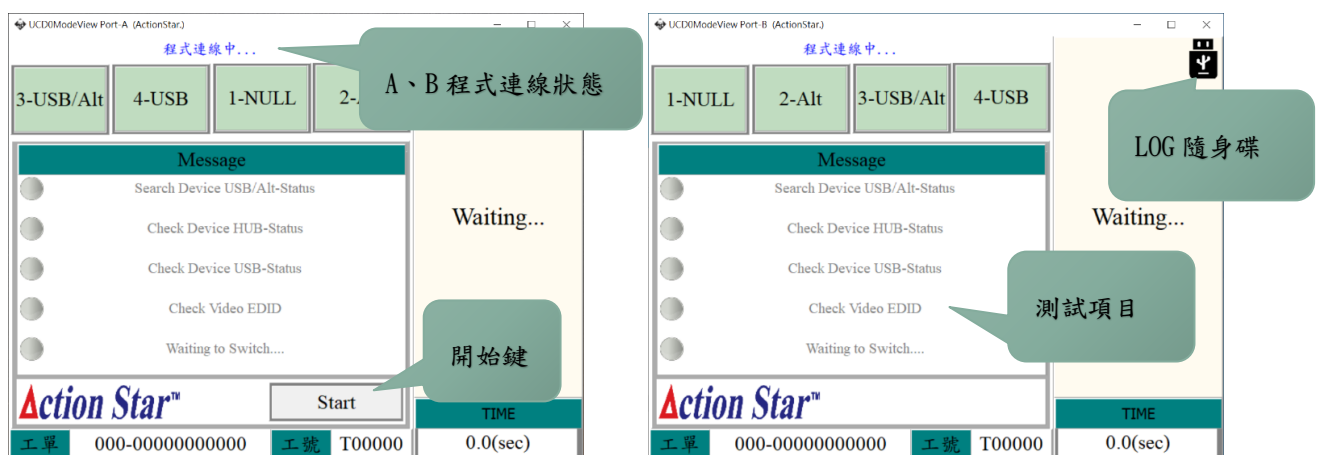 UCD0ModeView Port-A (ActionStar.)
程式連線中...
A、B 程式連線狀態
3-USB/Alt
4-USB
1-NULL
2-
Message
Search Device USB/Alt-Status
Check Device HUB-Status
Check Device USB-Status
Check Video EDID
Waiting to Switch....
Waiting...
開始鍵
Action Star™
Start
TIME
工單 000-00000000000 工號 T00000
0.0(sec)
UCD0ModeView Port-B (ActionStar.)
程式連線中...
1-NULL
2-Alt
3-USB/Alt
4-USB
LOG 隨身碟
Message
Search Device USB/Alt-Status
Check Device HUB-Status
Check Device USB-Status
Check Video EDID
Waiting to Switch....
Waiting...
測試項目
Action Star™
TIME
工單 000-00000000000 工號 T00000
0.0(sec)